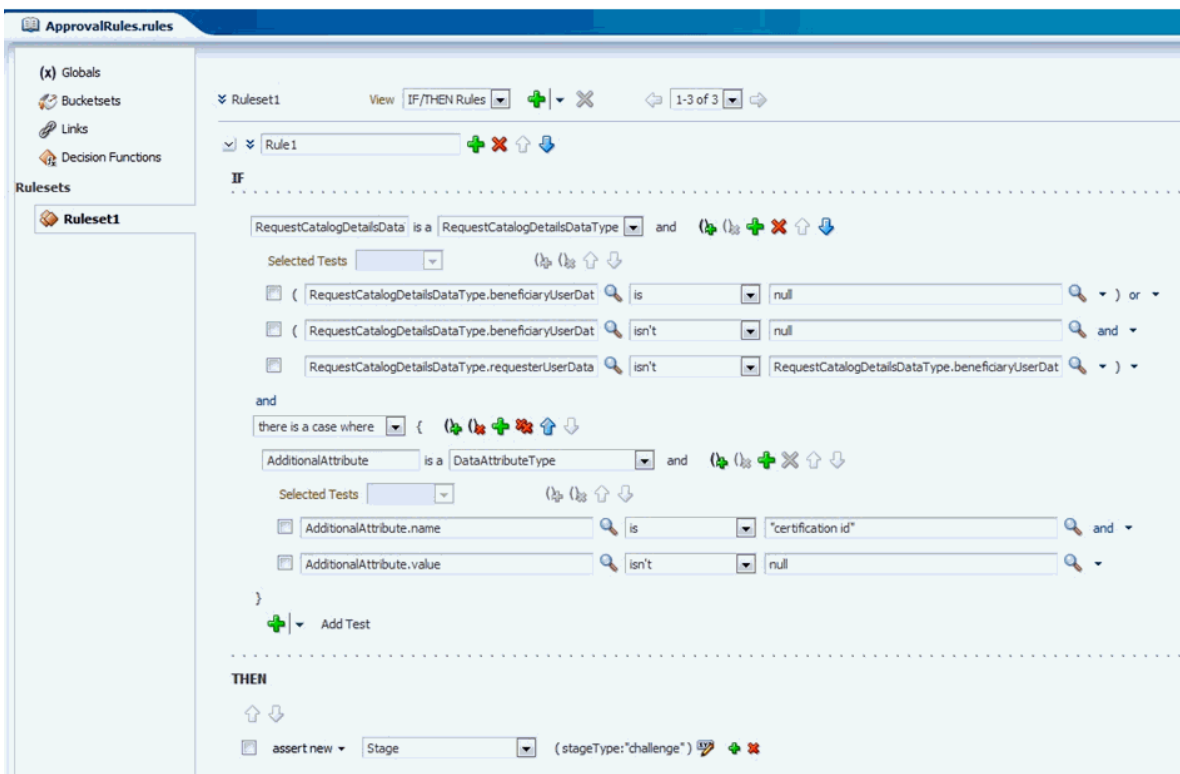 ApprovalRules.rules
(x) Globals
Bucketsets
Links
Decision Functions
Rulesets
Ruleset1
Ruleset1 View IF/THEN Rules 1-3 of 3
Rule1
IF
RequestCatalogDetailsData is a RequestCatalogDetailsDataType and
Selected Tests
( RequestCatalogDetailsDataType.beneficiaryUserDat is null ) or
( RequestCatalogDetailsDataType.beneficiaryUserDat isn't null and
RequestCatalogDetailsDataType.requesterUserData isn't RequestCatalogDetailsDataType.beneficiaryUserDat )
and
there is a case where {
AdditionalAttribute is a DataAttributeType and
Selected Tests
AdditionalAttribute.name is "certification id" and
AdditionalAttribute.value isn't null
}
Add Test
THEN
assert new Stage ( stageType:"challenge" )